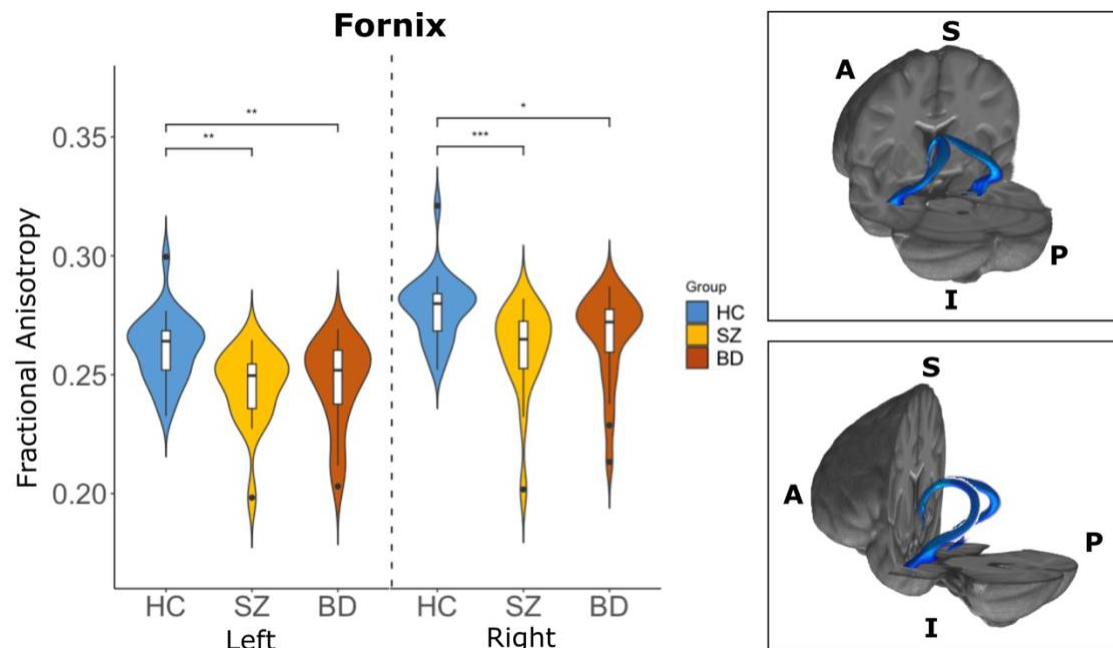 Fornix
Fractional Anisotropy
0.35
0.30
0.25
0.20
**
**
*
***
HC SZ BD HC SZ BD
Left Right
Group
HC
SZ
BD
S
A
P
I
S
A
P
I